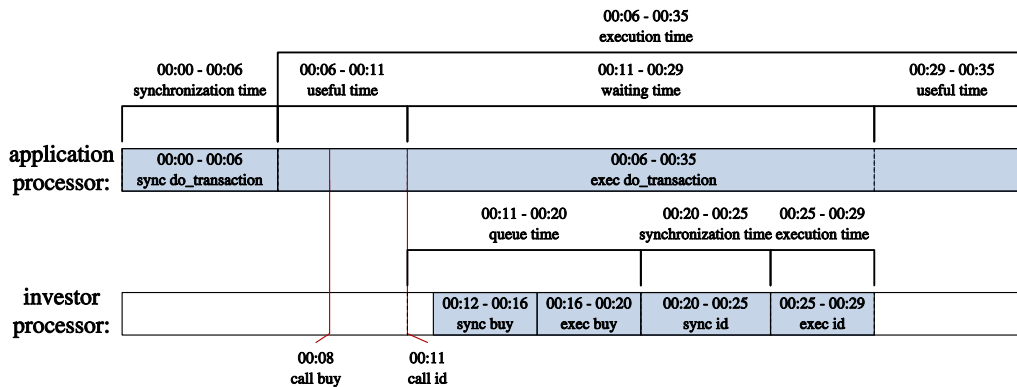 00:06 - 00:35
execution time
00:00 - 00:06
synchronization time
00:06 - 00:11
useful time
00:11 - 00:29
waiting time
00:29 - 00:35
useful time
application
processor:
00:00 - 00:06
sync do_transaction
00:06 - 00:35
exec do_transaction
00:11 - 00:20
queue time
00:20 - 00:25
synchronization time
00:25 - 00:29
execution time
investor
processor:
00:12 - 00:16
sync buy
00:16 - 00:20
exec buy
00:20 - 00:25
sync id
00:25 - 00:29
exec id
00:08
call buy
00:11
call id